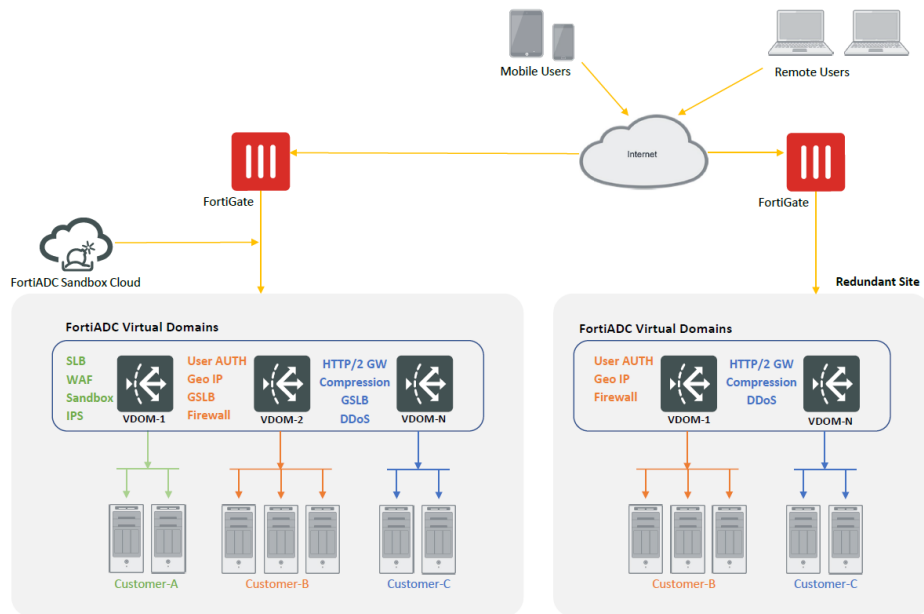 Mobile Users
Remote Users
Internet
FortiGate
FortiGate
FortiADC Sandbox Cloud
Redundant Site
FortiADC Virtual Domains
SLB
WAF
Sandbox
IPS
VDOM-1
User AUTH
Geo IP
GSLB
Firewall
VDOM-2
HTTP/2 GW
Compression
GSLB
DDoS
VDOM-N
Customer-A
Customer-B
Customer-C
FortiADC Virtual Domains
User AUTH
Geo IP
Firewall
VDOM-1
HTTP/2 GW
Compression
DDoS
VDOM-N
Customer-B
Customer-C